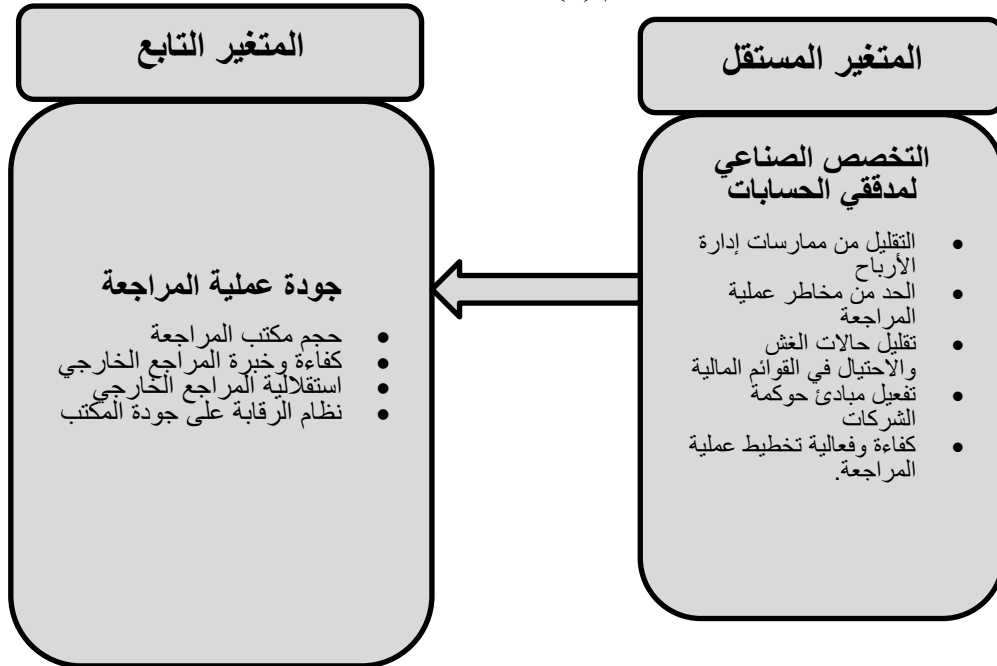 المتغير المستقل
التخصص الصناعي
لمدققي الحسابات
• التقليل من ممارسات إدارة
الأرباح
• الحد من مخاطر عملية
المراجعة
• تقليل حالات الغش
والاحتيال في القوائم المالية
• تفعيل مبادئ حوكمة
الشركات
• كفاءة وفعالية تخطيط عملية
المراجعة.
المتغير التابع
جودة عملية المراجعة
• حجم مكتب المراجعة
• كفاءة وخبرة المراجع الخارجي
• استقلالية المراجع الخارجي
• نظام الرقابة على جودة المكتب